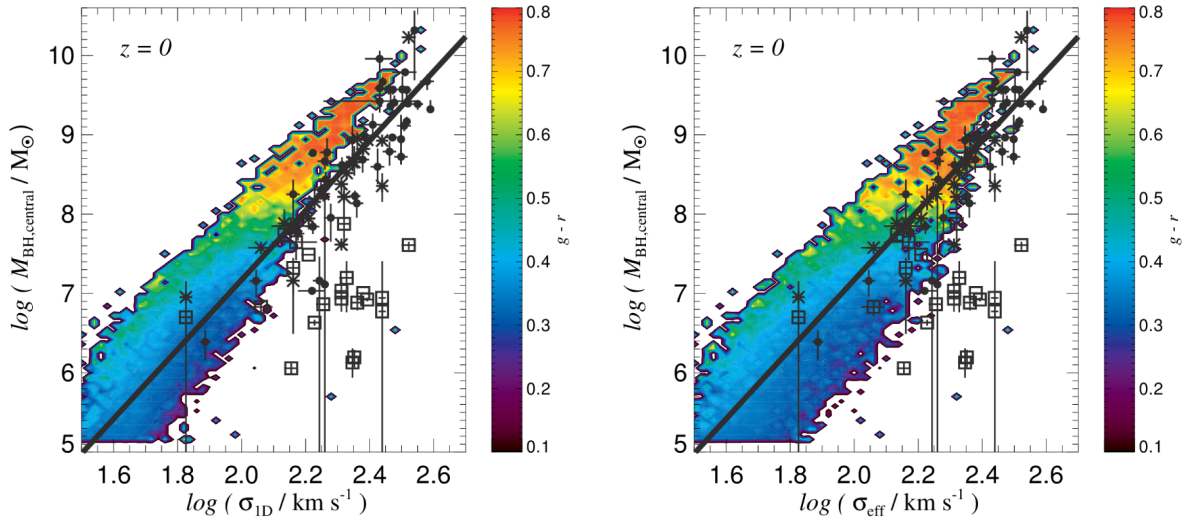 z = 0
log ( M_BH,central / M☉ )
10
9
8
7
6
5
1.6 1.8 2.0 2.2 2.4 2.6
log ( σ_1D / km s⁻¹ )
0.8
0.7
0.6
0.5
0.4
0.3
0.2
0.1
g - r
z = 0
log ( M_BH,central / M☉ )
10
9
8
7
6
5
1.6 1.8 2.0 2.2 2.4 2.6
log ( σ_eff / km s⁻¹ )
0.8
0.7
0.6
0.5
0.4
0.3
0.2
0.1
g - r